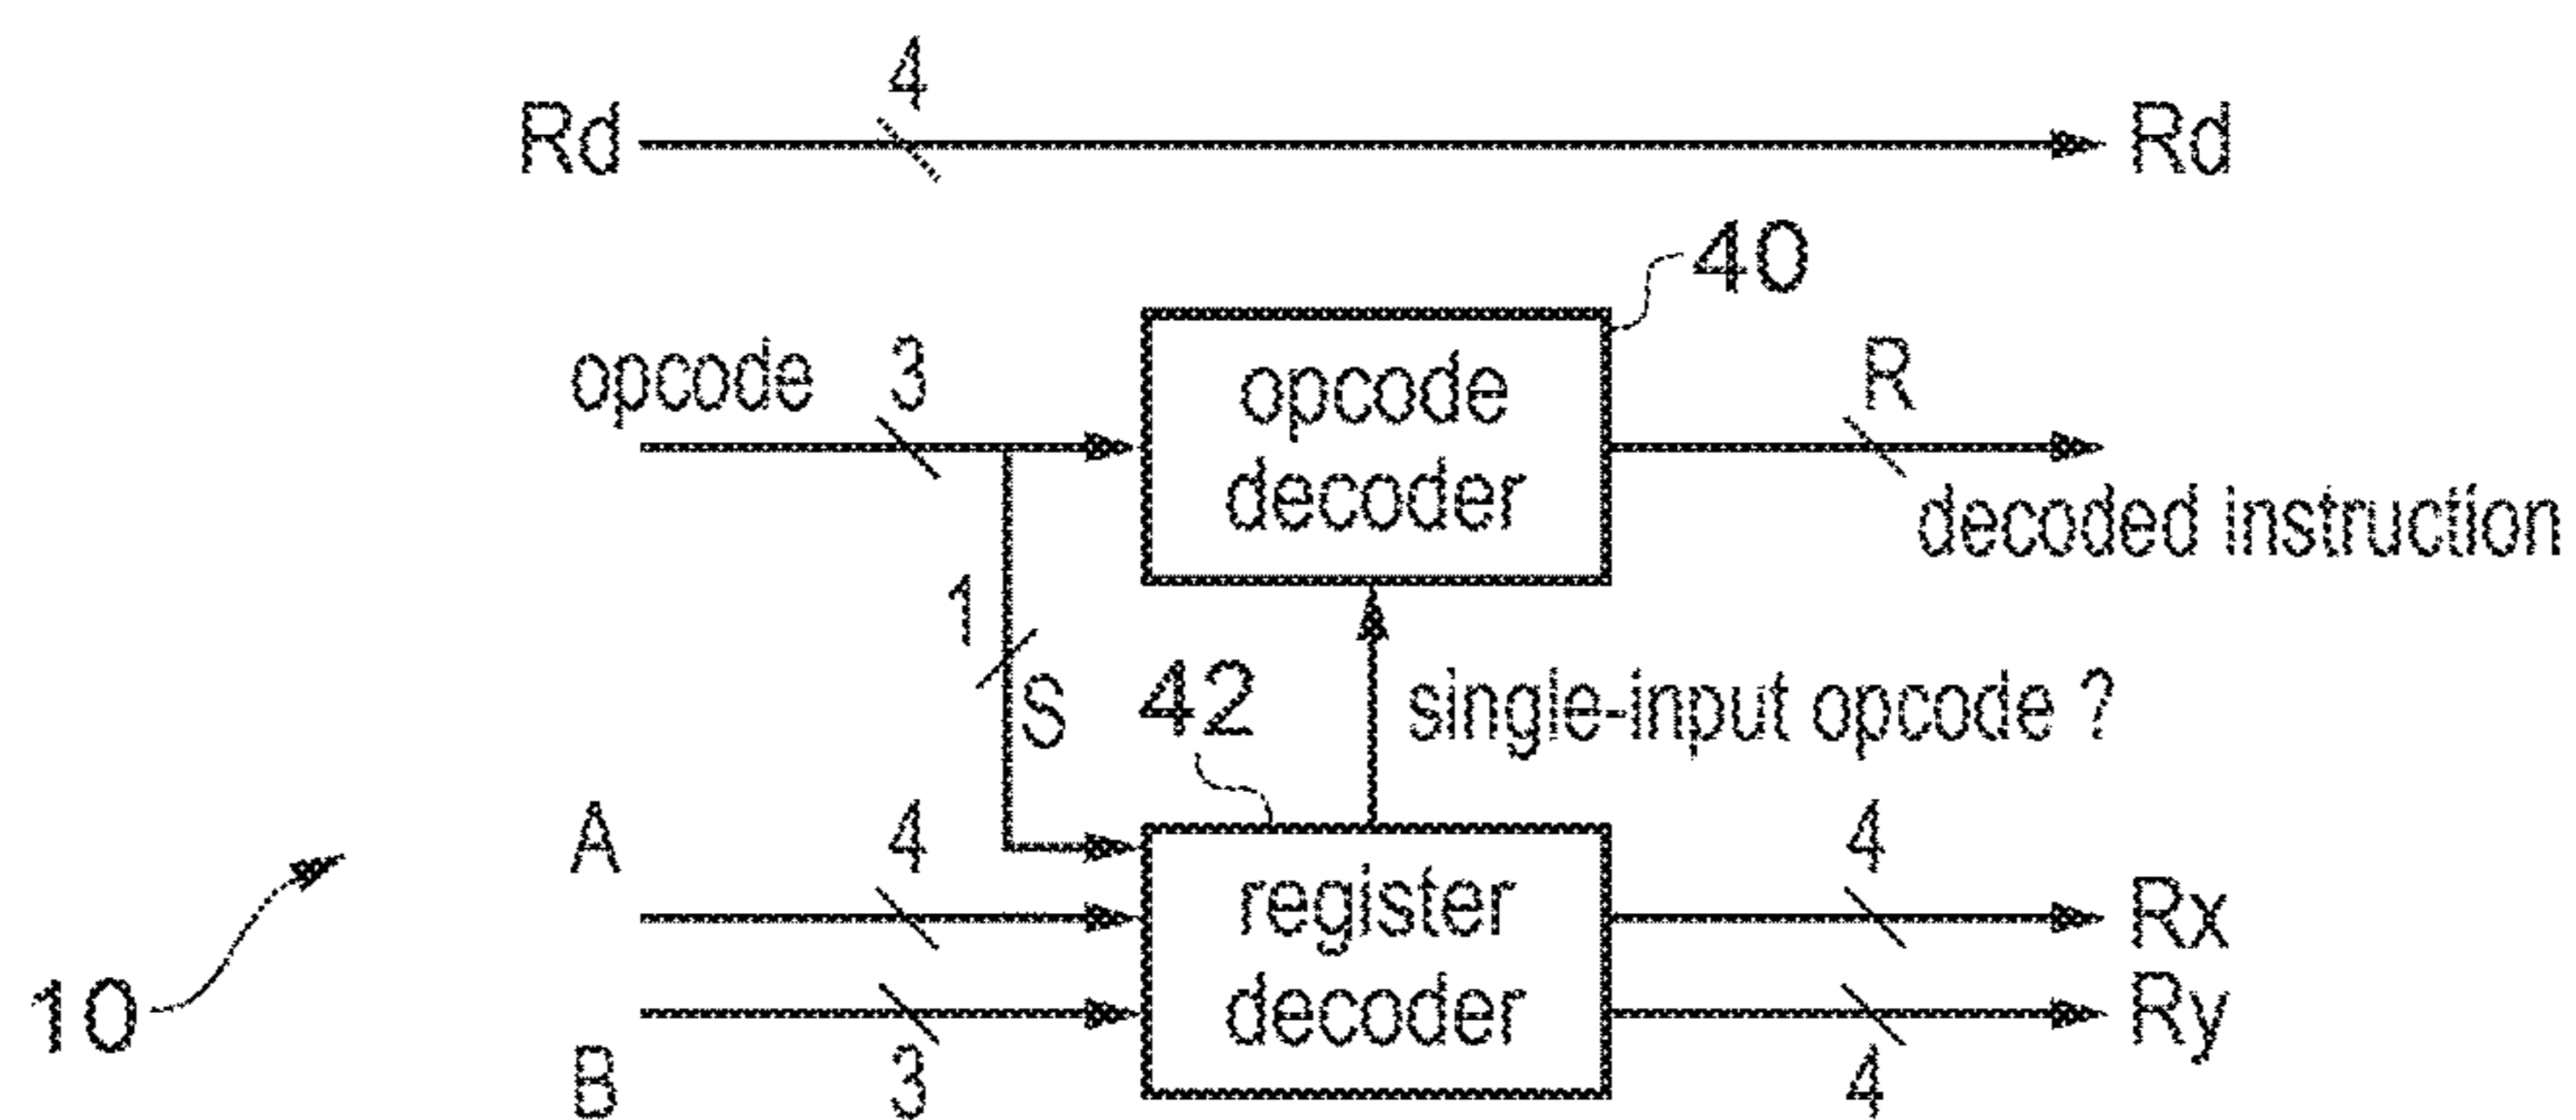 4
Rd Rd
40
opcode 3 opcode decoder R
decoded instruction
1
S 42 single-input opcode ?
A 4 register decoder 4 Rx
10 B 3 4 Ry